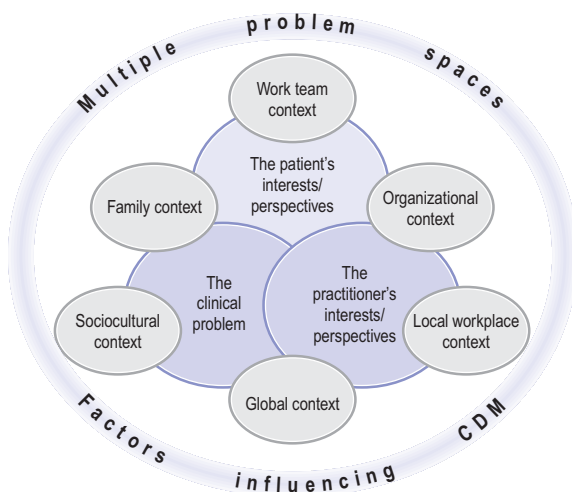 Multiple problem spaces
Work team
context
The patient's
interests/
perspectives
Family context
Organizational
context
The
clinical
problem
The
practitioner's
interests/
perspectives
Sociocultural
context
Local workplace
context
Global context
Factors influencing CDM